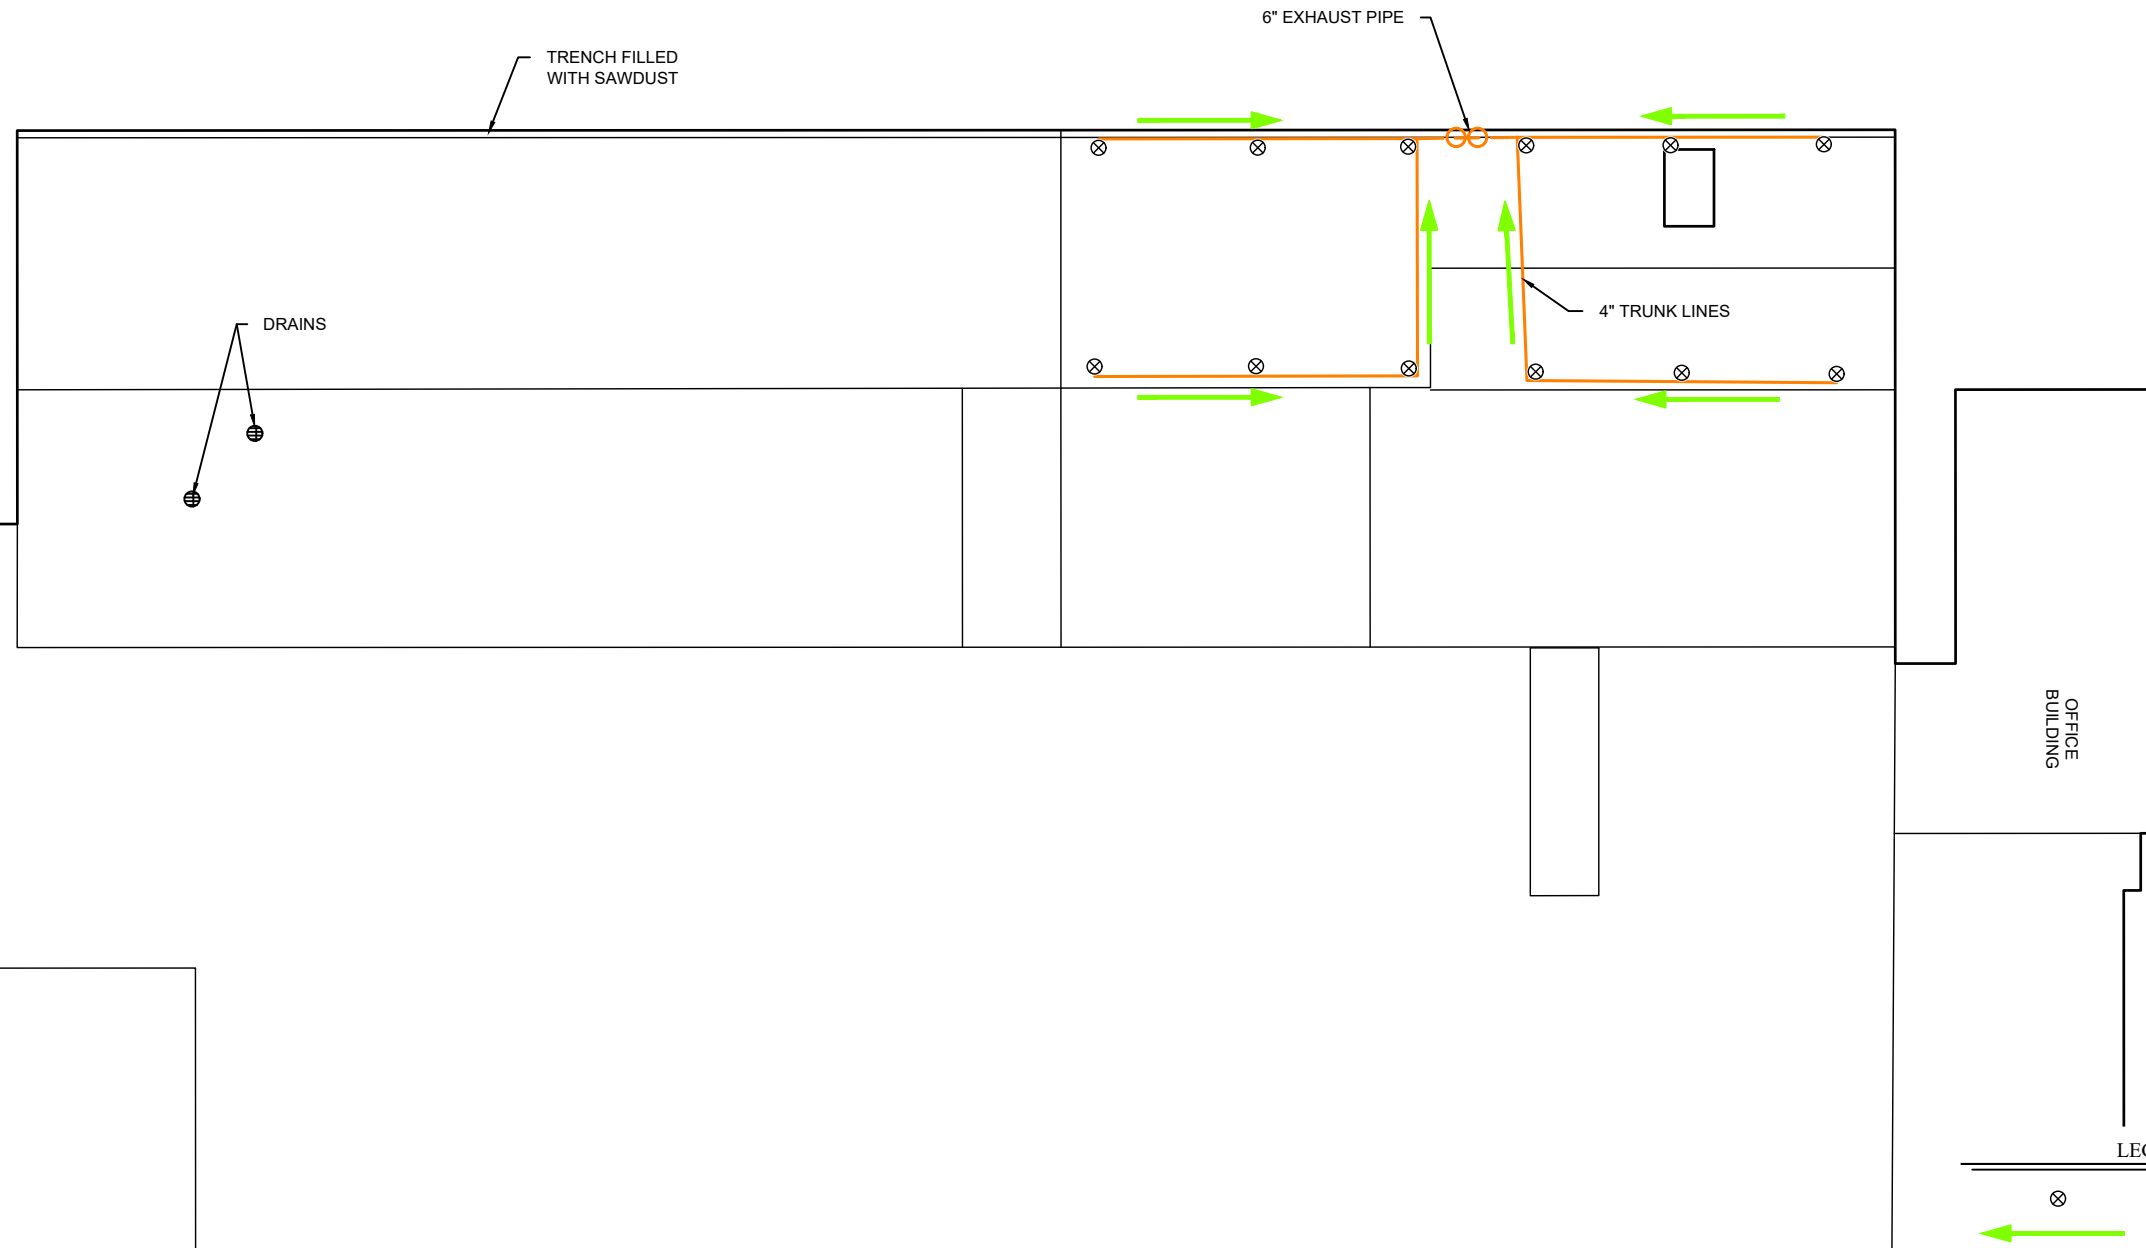 6" EXHAUST PIPE
TRENCH FILLED
WITH SAWDUST
DRAINS
4" TRUNK LINES
OFFICE
BUILDING